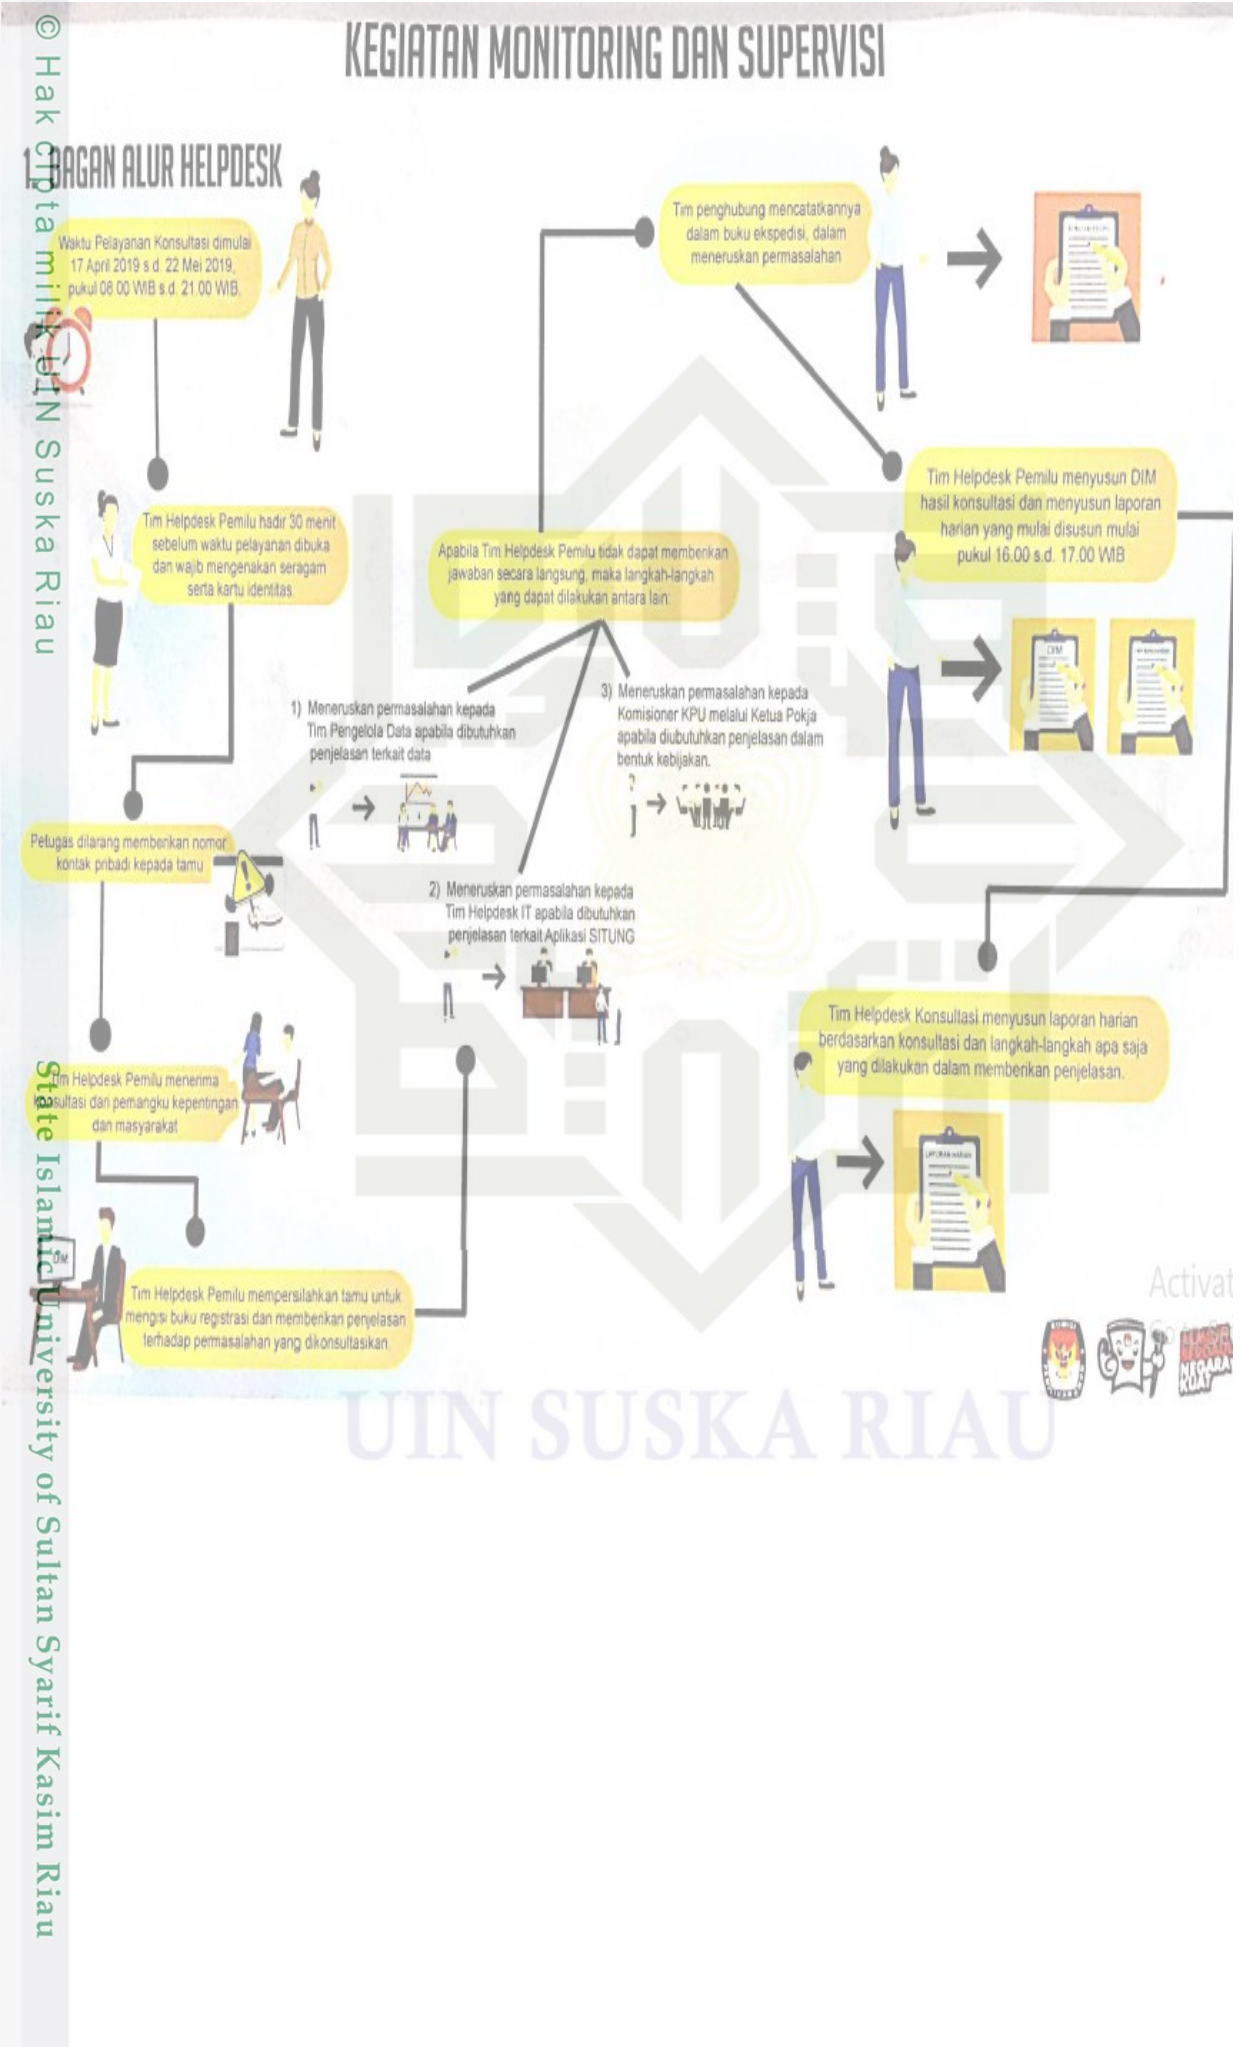 KEGIATAN MONITORING DAN SUPERVISI
1. BAGAN ALUR HELPDESK
Waktu Pelayanan Konsultasi dimulai
17 April 2019 s.d. 22 Mei 2019,
pukul 08.00 WIB s.d. 21.00 WIB.
Tim Helpdesk Pemilu hadir 30 menit
sebelum waktu pelayanan dibuka
dan wajib mengenakan seragam
serta kartu identitas.
Petugas dilarang memberikan nomor
kontak pribadi kepada tamu
Tim Helpdesk Pemilu menerima
konsultasi dari pemangku kepentingan
dan masyarakat
DIM
Tim Helpdesk Pemilu mempersilahkan tamu untuk
mengisi buku registrasi dan memberikan penjelasan
terhadap permasalahan yang dikonsultasikan.
Apabila Tim Helpdesk Pemilu tidak dapat memberikan
jawaban secara langsung, maka langkah-langkah
yang dapat dilakukan antara lain:
1) Meneruskan permasalahan kepada
Tim Pengelola Data apabila dibutuhkan
penjelasan terkait data
2) Meneruskan permasalahan kepada
Tim Helpdesk IT apabila dibutuhkan
penjelasan terkait Aplikasi SITUNG
3) Meneruskan permasalahan kepada
Komisioner KPU melalui Ketua Pokja
apabila diubutuhkan penjelasan dalam
bentuk kebijakan.
Tim penghubung mencatatkannya
dalam buku ekspedisi, dalam
meneruskan permasalahan
Tim Helpdesk Pemilu menyusun DIM
hasil konsultasi dan menyusun laporan
harian yang mulai disusun mulai
pukul 16.00 s.d. 17.00 WIB
DIM
Tim Helpdesk Konsultasi menyusun laporan harian
berdasarkan konsultasi dan langkah-langkah apa saja
yang dilakukan dalam memberikan penjelasan.
LAPORAN HARIAN
Activat
Go to
NEGARA
KUAT
UIN SUSKA RIAU
© Hak cipta milik UIN Suska Riau
State Islamic University of Sultan Syarif Kasim Riau